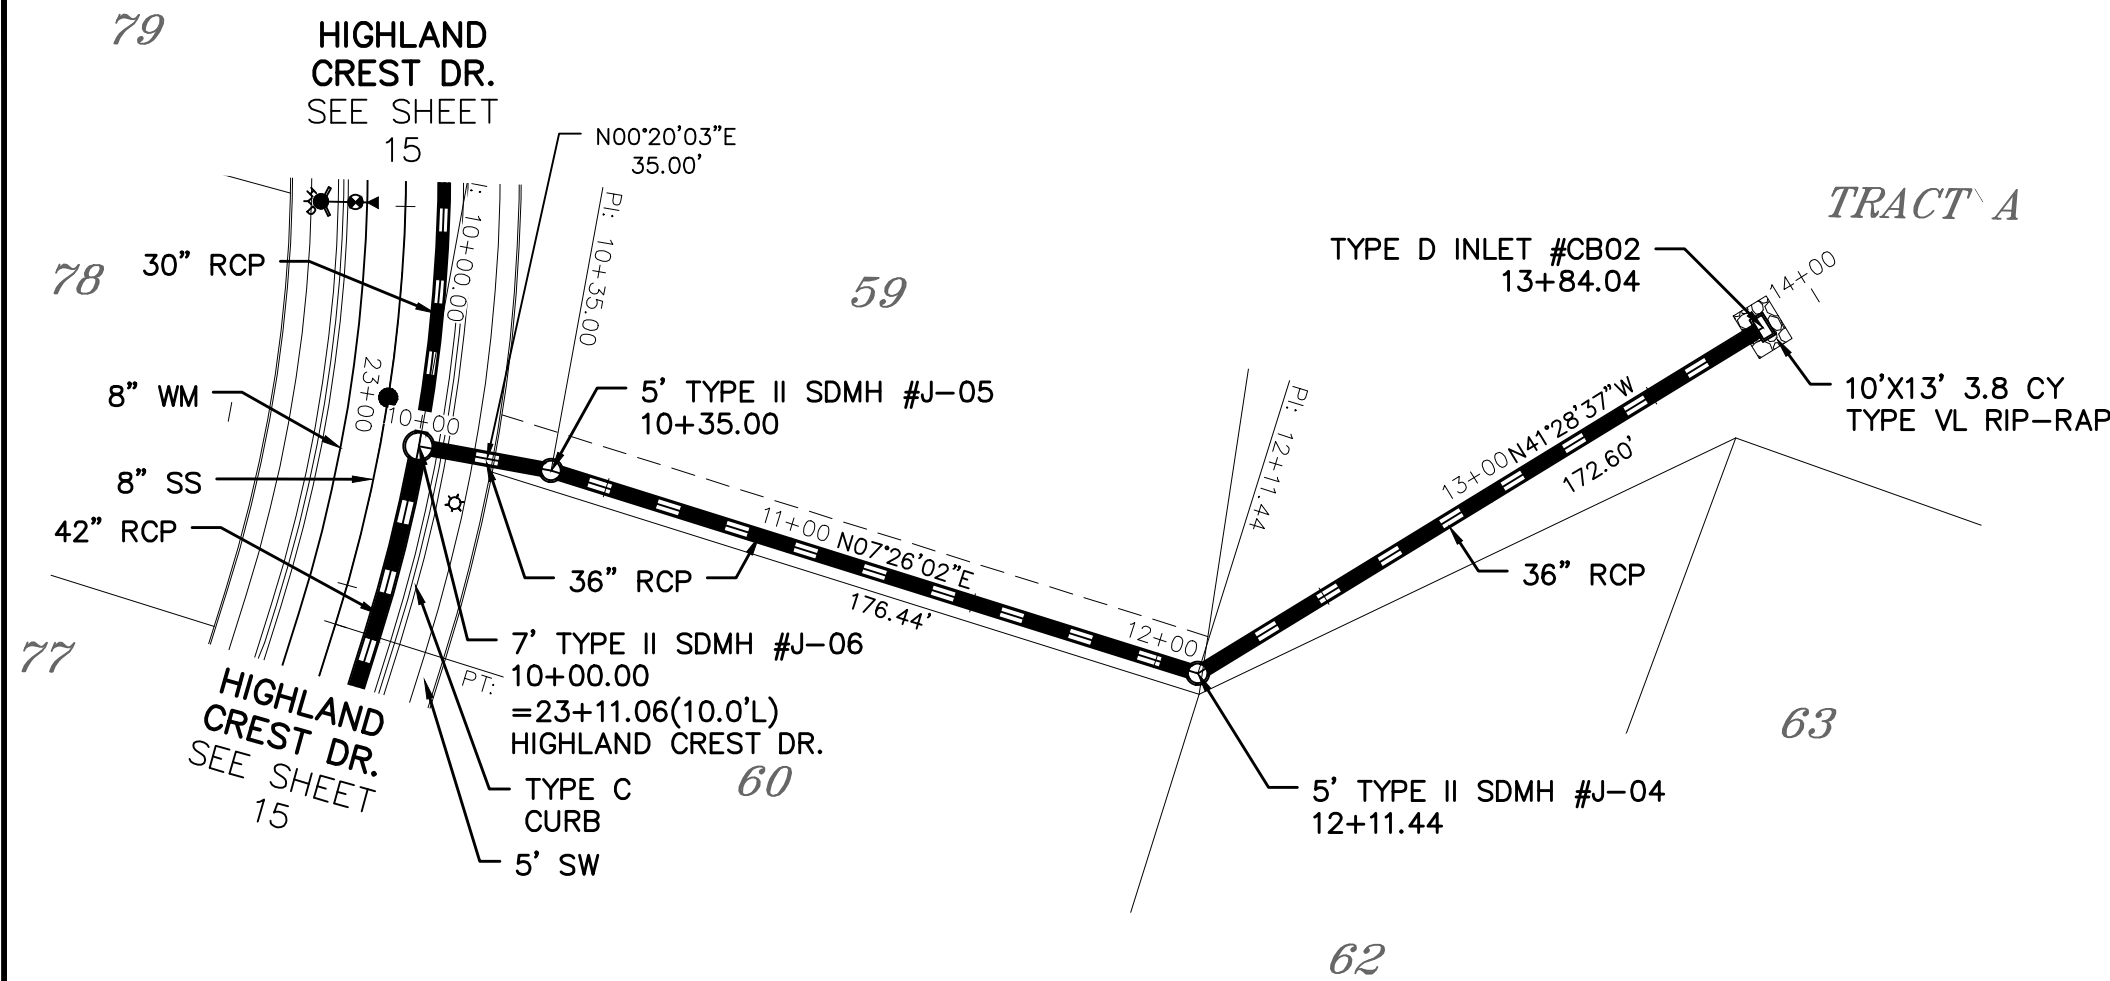 79
HIGHLAND
CREST DR.
SEE SHEET
15
N00°20'03"E
35.00'
TRACT A
PI: 10+35.00
10+00.00
TYPE D INLET #CB02
13+84.04
14+00
78
30" RCP
59
8" WM
23+00
10+00
5' TYPE II SDMH #J-05
10+35.00
PI: 12+11.44
N41°28'37"W
172.60'
13+00
10'X13' 3.8 CY
TYPE VL RIP-RAP
8" SS
42" RCP
36" RCP
11+00
N07°26'02"E
176.44'
12+00
36" RCP
77
7' TYPE II SDMH #J-06
10+00.00
=23+11.06(10.0'L)
HIGHLAND CREST DR.
PT:
HIGHLAND
CREST DR.
SEE SHEET
15
60
63
TYPE C
CURB
5' SW
5' TYPE II SDMH #J-04
12+11.44
62